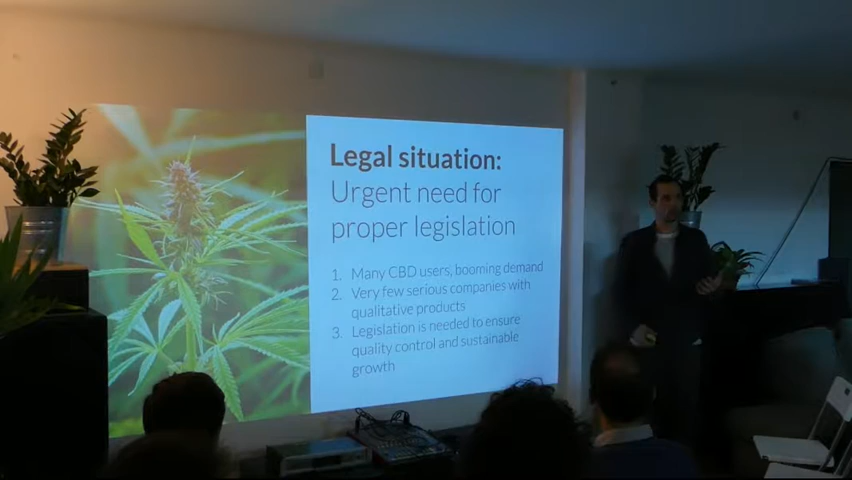 Legal situation:
Urgent need for
proper legislation
1. Many CBD users, booming demand
2. Very few serious companies with
qualitative products
3. Legislation is needed to ensure
quality control and sustainable
growth